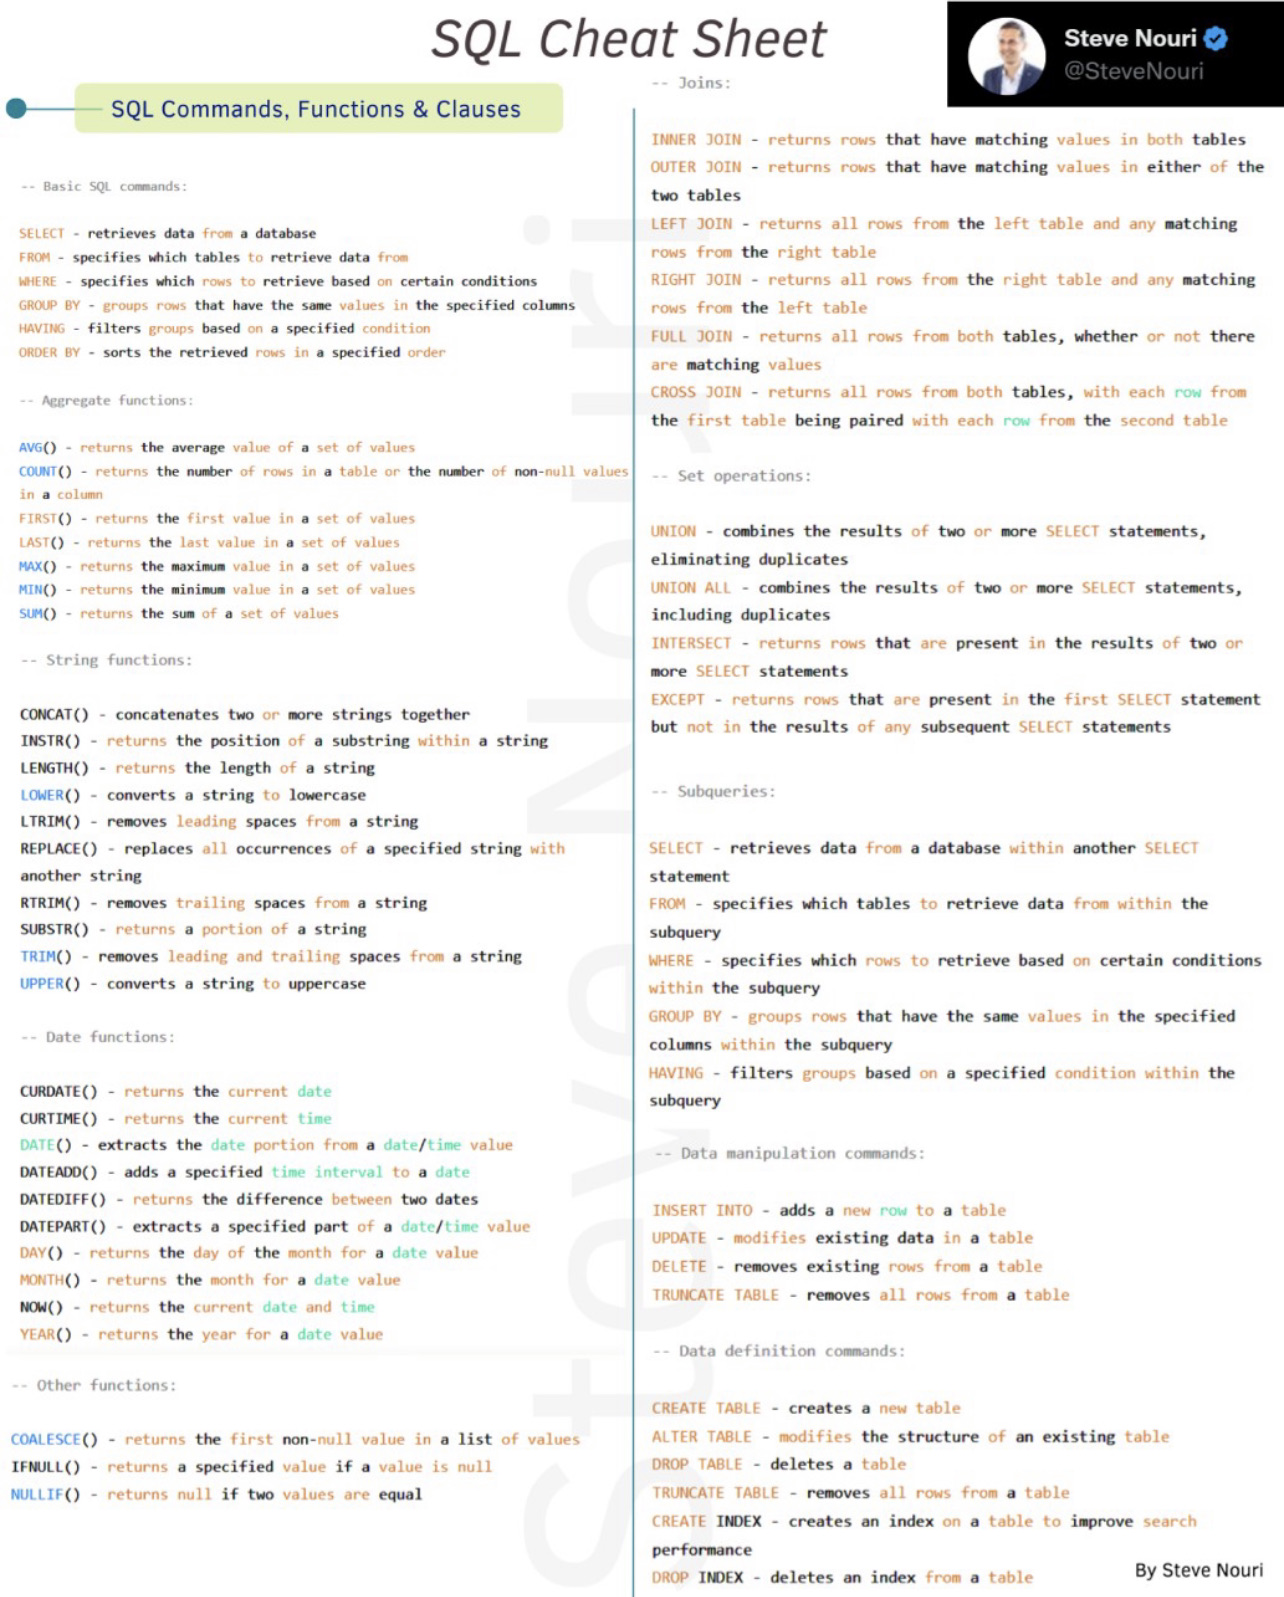 SQL Cheat Sheet
Steve Nouri
@SteveNouri
SQL Commands, Functions & Clauses
-- Basic SQL commands:
SELECT - retrieves data from a database
FROM - specifies which tables to retrieve data from
WHERE - specifies which rows to retrieve based on certain conditions
GROUP BY - groups rows that have the same values in the specified columns
HAVING - filters groups based on a specified condition
ORDER BY - sorts the retrieved rows in a specified order
-- Aggregate functions:
AVG() - returns the average value of a set of values
COUNT() - returns the number of rows in a table or the number of non-null values
in a column
FIRST() - returns the first value in a set of values
LAST() - returns the last value in a set of values
MAX() - returns the maximum value in a set of values
MIN() - returns the minimum value in a set of values
SUM() - returns the sum of a set of values
-- String functions:
CONCAT() - concatenates two or more strings together
INSTR() - returns the position of a substring within a string
LENGTH() - returns the length of a string
LOWER() - converts a string to lowercase
LTRIM() - removes leading spaces from a string
REPLACE() - replaces all occurrences of a specified string with
another string
RTRIM() - removes trailing spaces from a string
SUBSTR() - returns a portion of a string
TRIM() - removes leading and trailing spaces from a string
UPPER() - converts a string to uppercase
-- Date functions:
CURDATE() - returns the current date
CURTIME() - returns the current time
DATE() - extracts the date portion from a date/time value
DATEADD() - adds a specified time interval to a date
DATEDIFF() - returns the difference between two dates
DATEPART() - extracts a specified part of a date/time value
DAY() - returns the day of the month for a date value
MONTH() - returns the month for a date value
NOW() - returns the current date and time
YEAR() - returns the year for a date value
-- Other functions:
COALESCE() - returns the first non-null value in a list of values
IFNULL() - returns a specified value if a value is null
NULLIF() - returns null if two values are equal
-- Joins:
INNER JOIN - returns rows that have matching values in both tables
OUTER JOIN - returns rows that have matching values in either of the
two tables
LEFT JOIN - returns all rows from the left table and any matching
rows from the right table
RIGHT JOIN - returns all rows from the right table and any matching
rows from the left table
FULL JOIN - returns all rows from both tables, whether or not there
are matching values
CROSS JOIN - returns all rows from both tables, with each row from
the first table being paired with each row from the second table
-- Set operations:
UNION - combines the results of two or more SELECT statements,
eliminating duplicates
UNION ALL - combines the results of two or more SELECT statements,
including duplicates
INTERSECT - returns rows that are present in the results of two or
more SELECT statements
EXCEPT - returns rows that are present in the first SELECT statement
but not in the results of any subsequent SELECT statements
-- Subqueries:
SELECT - retrieves data from a database within another SELECT
statement
FROM - specifies which tables to retrieve data from within the
subquery
WHERE - specifies which rows to retrieve based on certain conditions
within the subquery
GROUP BY - groups rows that have the same values in the specified
columns within the subquery
HAVING - filters groups based on a specified condition within the
subquery
-- Data manipulation commands:
INSERT INTO - adds a new row to a table
UPDATE - modifies existing data in a table
DELETE - removes existing rows from a table
TRUNCATE TABLE - removes all rows from a table
-- Data definition commands:
CREATE TABLE - creates a new table
ALTER TABLE - modifies the structure of an existing table
DROP TABLE - deletes a table
TRUNCATE TABLE - removes all rows from a table
CREATE INDEX - creates an index on a table to improve search
performance
DROP INDEX - deletes an index from a table
By Steve Nouri
Steve Nouri